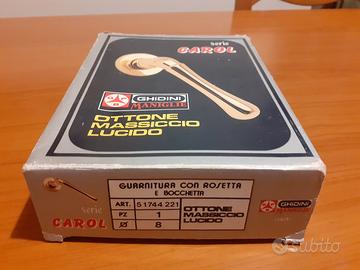 serie
CAROL
GHIDINI
MANIGLIE
OTTONE
MASSICCIO
LUCIDO
GUARNITURA CON ROSETTA
E BOCCHETTA
serie
CAROL
ART. 51744 221
PZ 1
Ø 8
OTTONE
MASSICCIO
LUCIDO
GHIDINI
subito